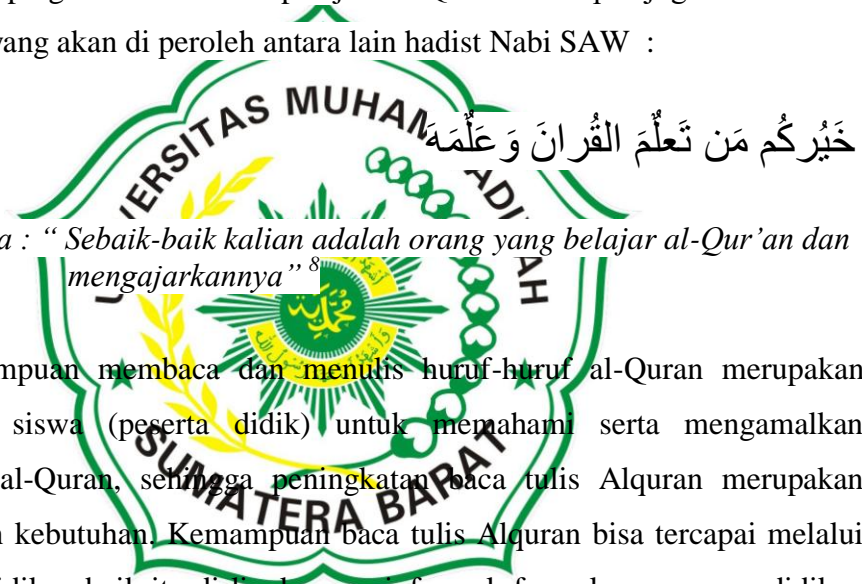 yang akan di peroleh antara lain hadist Nabi SAW :
خَيُركُم مَن تَعلٌمَ القُرانَ وَعَلٌمَهَ
a : “ Sebaik-baik kalian adalah orang yang belajar al-Qur’an dan
mengajarkannya” 8
mpuan membaca dan menulis huruf-huruf al-Quran merupakan
siswa (peserta didik) untuk memahami serta mengamalkan
al-Quran, sehingga peningkatan baca tulis Alquran merupakan
kebutuhan. Kemampuan baca tulis Alquran bisa tercapai melalui
SUMATERA BARAT